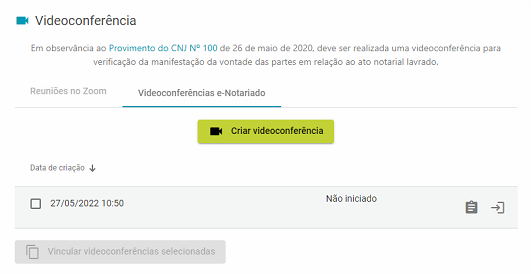 Videoconferência
Em observância ao Provimento do CNJ Nº 100 de 26 de maio de 2020, deve ser realizada uma videoconferência para
verificação da manifestação da vontade das partes em relação ao ato notarial lavrado.
Reuniões no Zoom
Videoconferências e-Notariado
Criar videoconferência
Data de criação
27/05/2022 10:50
Não iniciado
Vincular videoconferências selecionadas